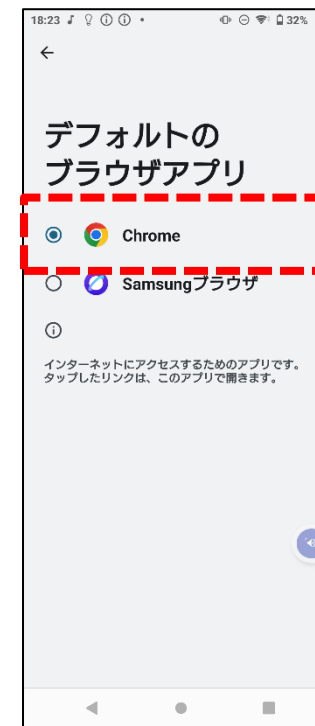 18:23
32%
デフォルトの
ブラウザアプリ
Chrome
Samsungブラウザ
インターネットにアクセスするためのアプリです。
タップしたリンクは、このアプリで開きます。